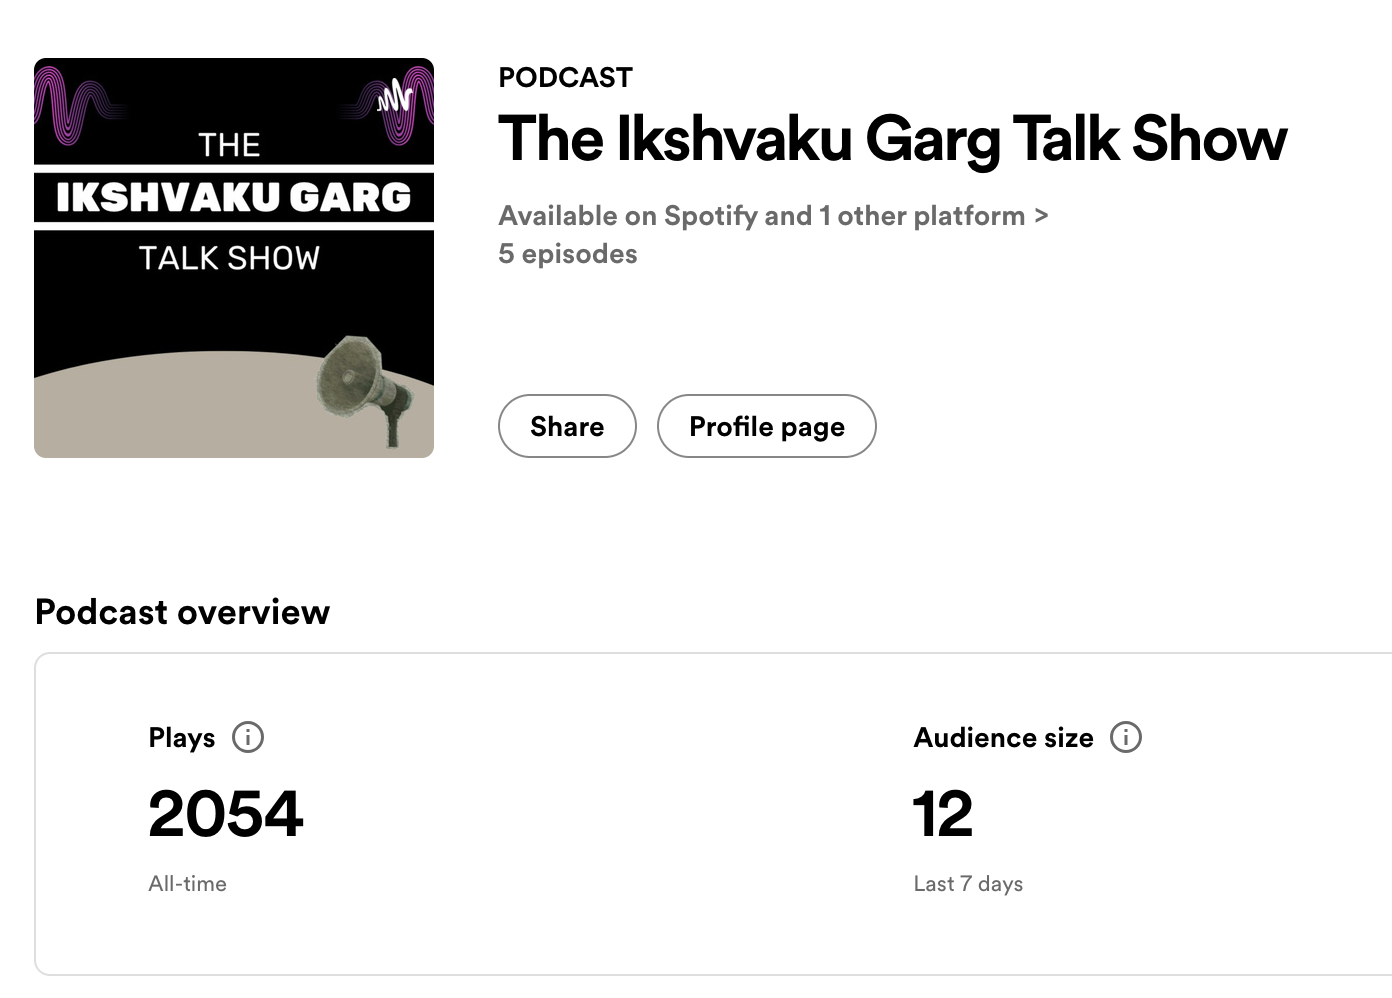 THE
IKSHVAKU GARG
TALK SHOW
PODCAST
The Ikshvaku Garg Talk Show
Available on Spotify and 1 other platform >
5 episodes
Share
Profile page
Podcast overview
Plays
Audience size
2054
12
All-time
Last 7 days